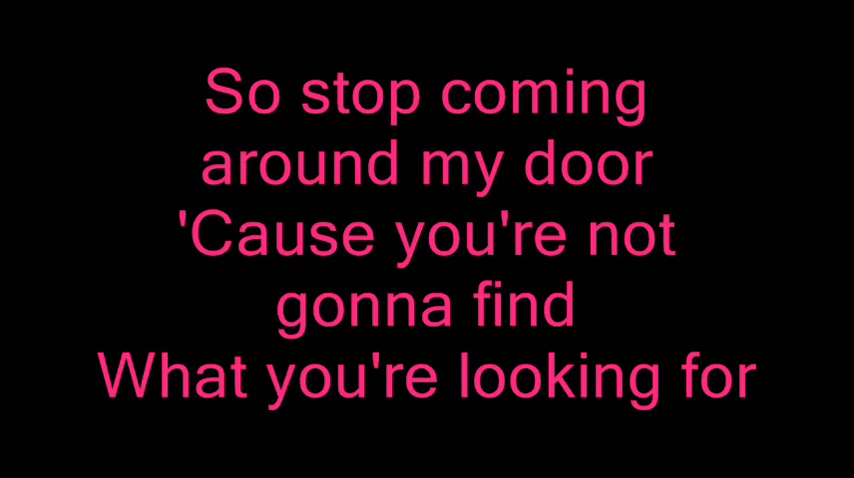 So stop coming
around my door
'Cause you're not
gonna find
What you're looking for